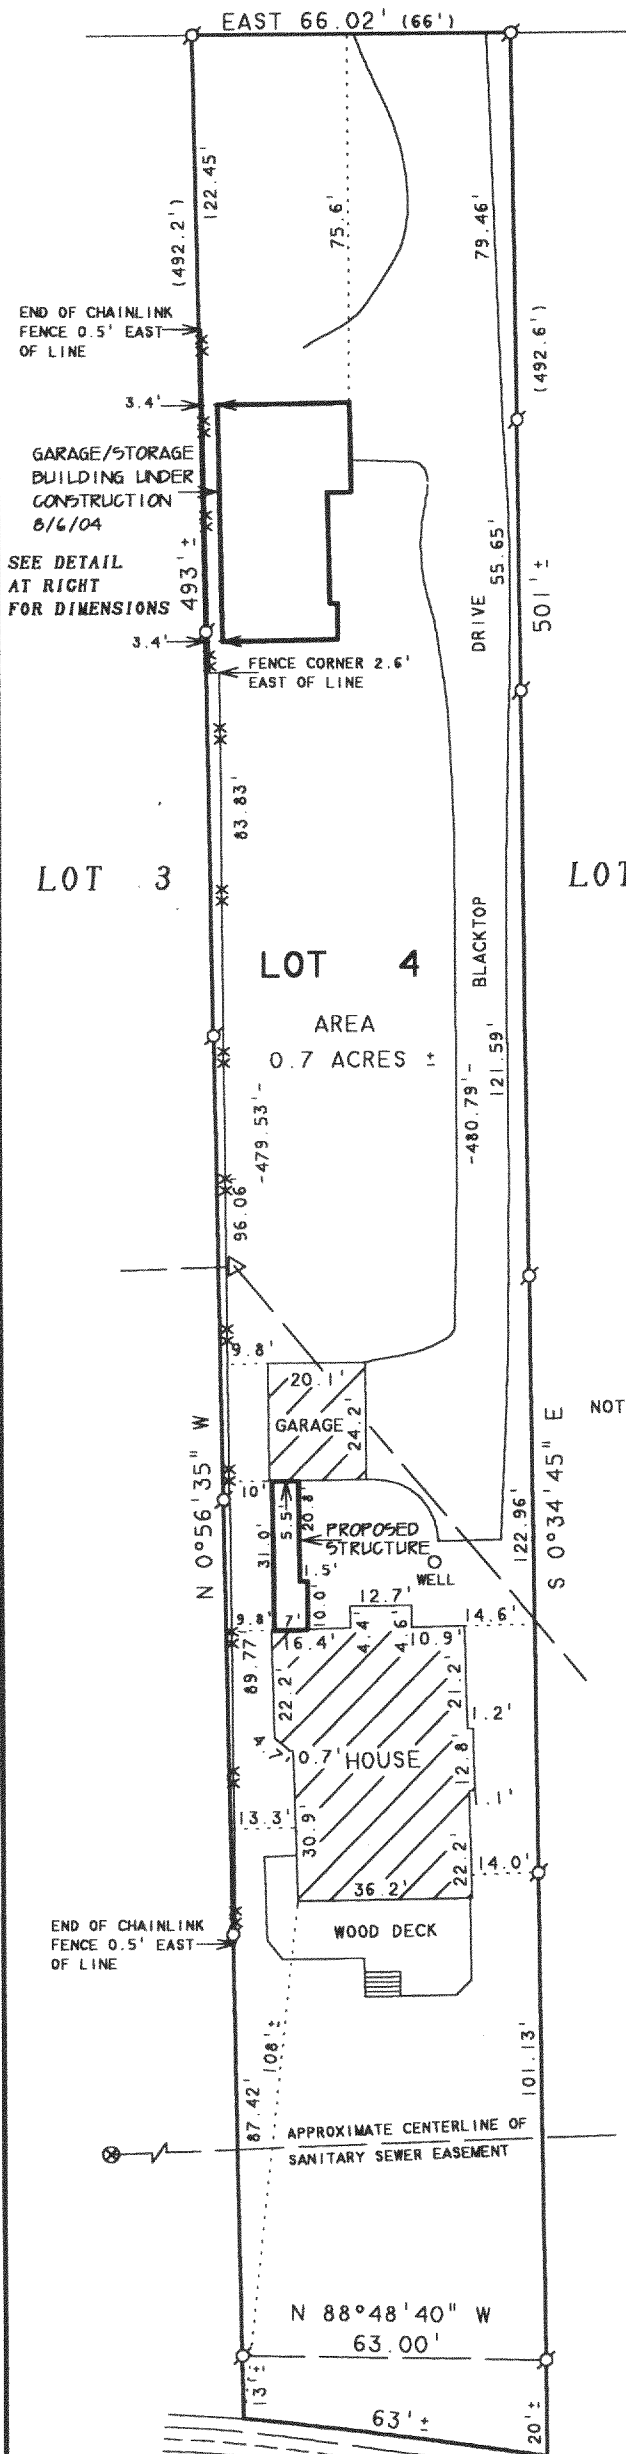 EAST 66.02' (66')
(492.2')
122.45'
75.6'
79.46'
(492.6')
END OF CHAINLINK
FENCE 0.5' EAST
OF LINE
3.4'
GARAGE/STORAGE
BUILDING UNDER
CONSTRUCTION
8/6/04
SEE DETAIL
AT RIGHT
FOR DIMENSIONS
493' ±
3.4'
FENCE CORNER 2.6'
EAST OF LINE
DRIVE
55.65'
501' ±
83.83'
LOT 3
LOT
LOT 4
AREA
0.7 ACRES ±
BLACKTOP
121.59'
-480.79'-
-479.53'-
96.06'
9.8'
20.1'
GARAGE
24.2'
N 0°56'35" W
S 0°34'45" E
NOT
10'
5.5'
20.8'
31.0'
PROPOSED
STRUCTURE
WELL
122.96'
1.5'
10.0'
12.7'
9.8'
7'
16.4'
4.4'
4.6'
10.9'
14.6'
89.77
22.2'
21.2'
1.2'
0.7'
HOUSE
12.8'
1.1'
13.3'
30.9'
22.2'
14.0'
36.2'
WOOD DECK
END OF CHAINLINK
FENCE 0.5' EAST
OF LINE
108'±
87.42'
101.13'
APPROXIMATE CENTERLINE OF
SANITARY SEWER EASEMENT
N 88°48'40" W
63.00'
13'±
63'±
20'±